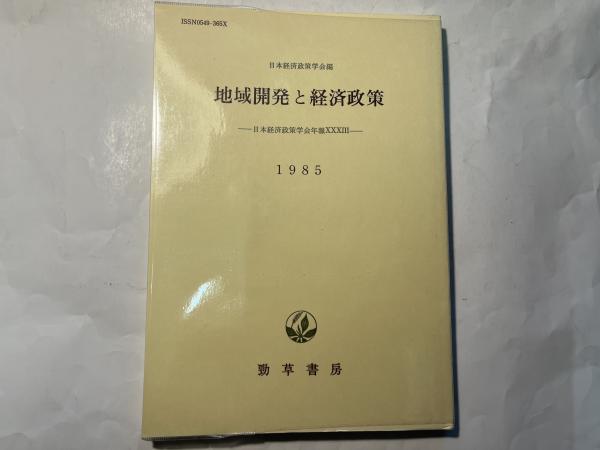 ISSN0549-365X
日本経済政策学会編
地域開発と経済政策
——日本経済政策学会年報XXXIII——
1985
勁草書房